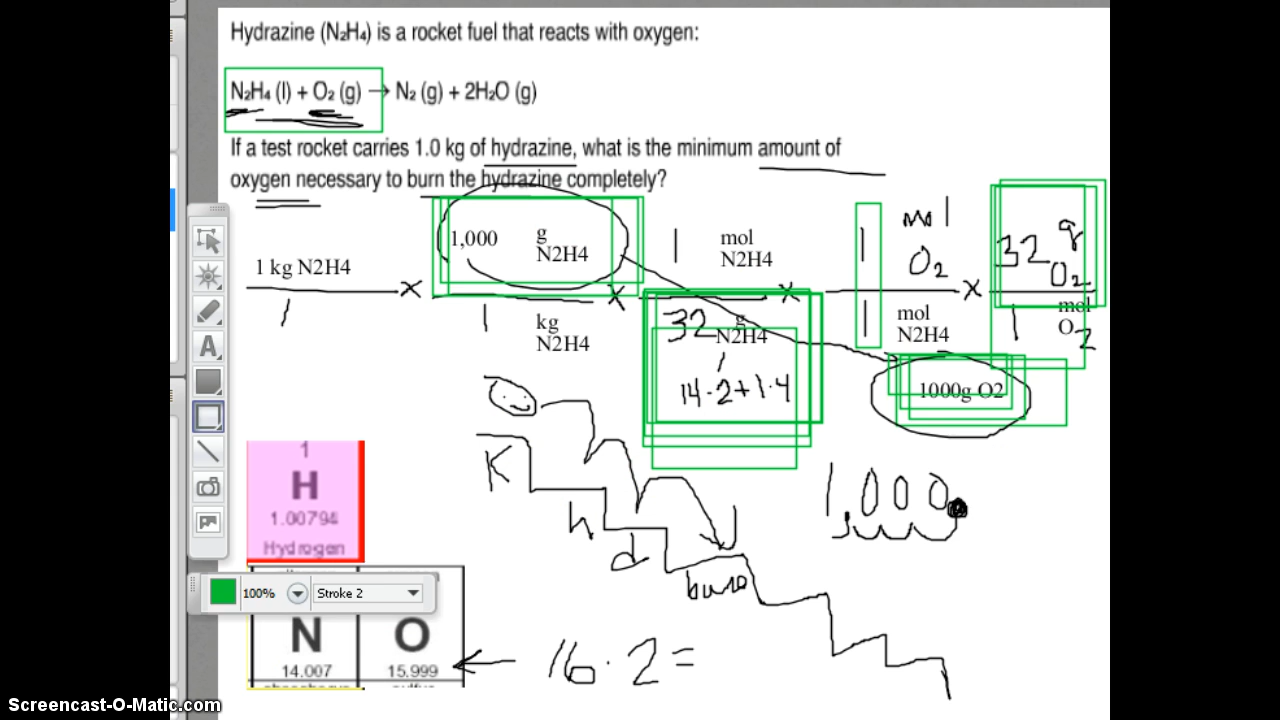 Hydrazine (N₂H₄) is a rocket fuel that reacts with oxygen:
N₂H₄ (l) + O₂ (g) → N₂ (g) + 2H₂O (g)
If a test rocket carries 1.0 kg of hydrazine, what is the minimum amount of
oxygen necessary to burn the hydrazine completely?
1 kg N2H4
1
×
1,000 g
N2H4
1 kg
N2H4
×
1 mol
N2H4
32 g
N2H4
14·2+1·4
×
1 mol
O₂
1 mol
N2H4
×
32 g
O₂
1 mol
O2
1000g O2
K
h
d
base
1,000.
1
H
1.00794
Hydrogen
100%
Stroke 2
N
14.007
O
15.999
16·2=
Screencast-O-Matic.com